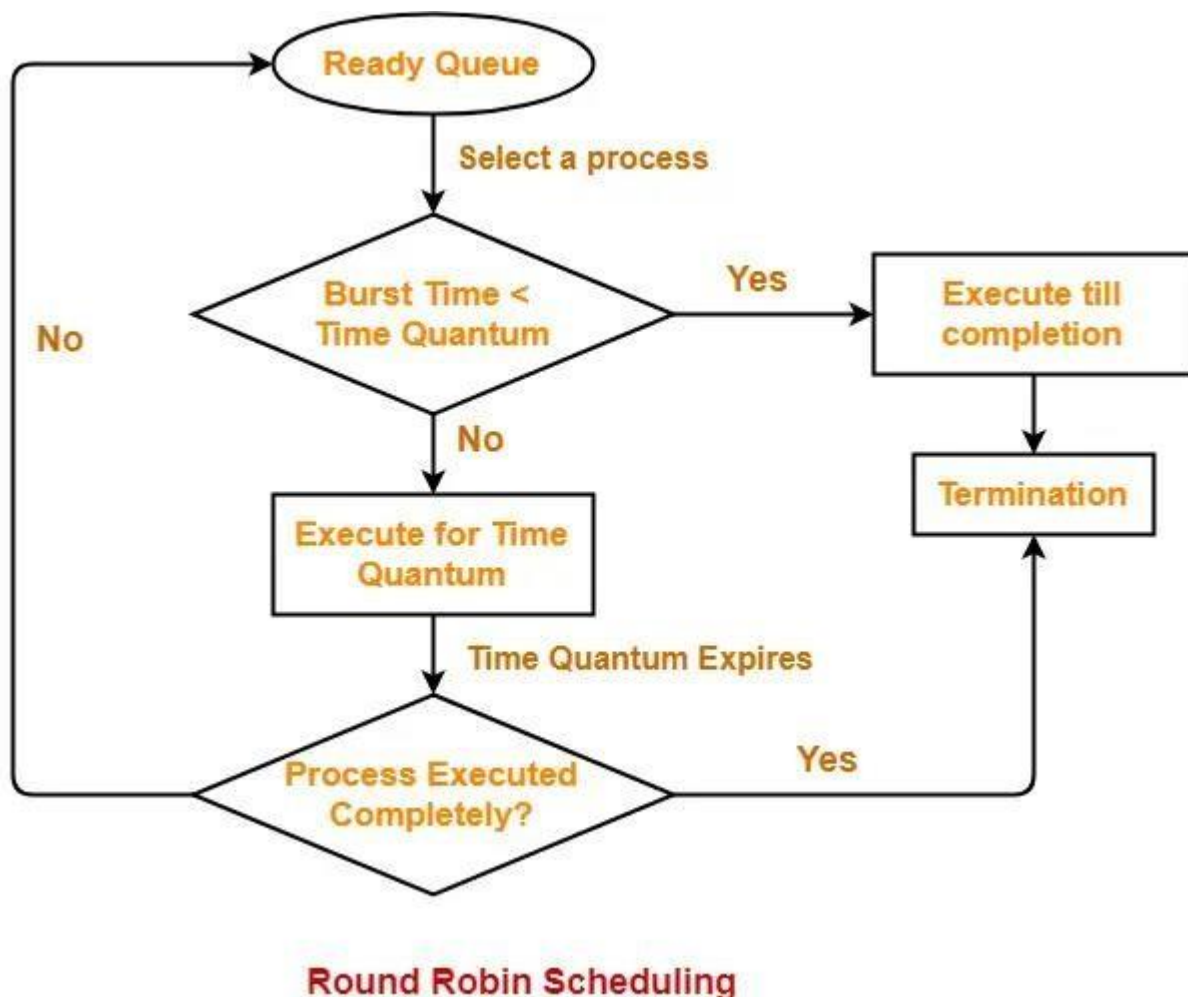 Ready Queue
Select a process
Burst Time <
Time Quantum
Yes
Execute till
completion
No
No
Termination
Execute for Time
Quantum
Time Quantum Expires
Process Executed
Completely?
Yes
Round Robin Scheduling